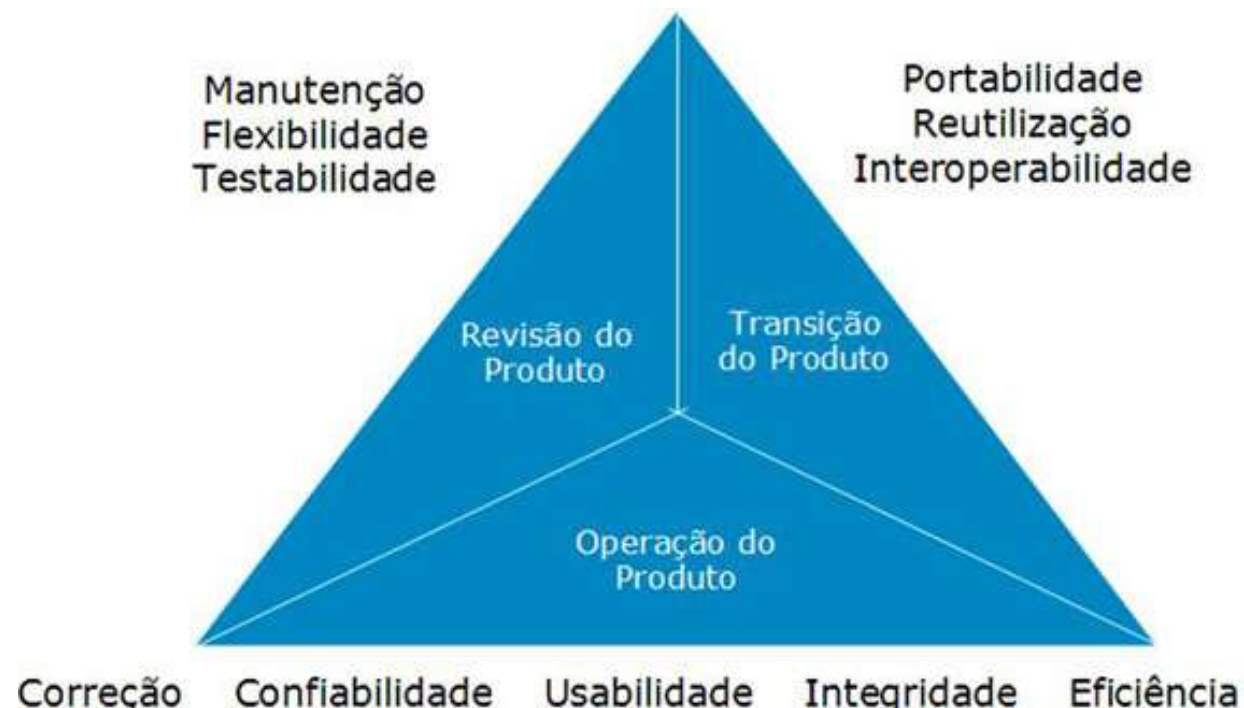 Manutenção
Flexibilidade
Testabilidade
Portabilidade
Reutilização
Interoperabilidade
Revisão do
Produto
Transição
do Produto
Operação do
Produto
Correção Confiabilidade Usabilidade Integridade Eficiência